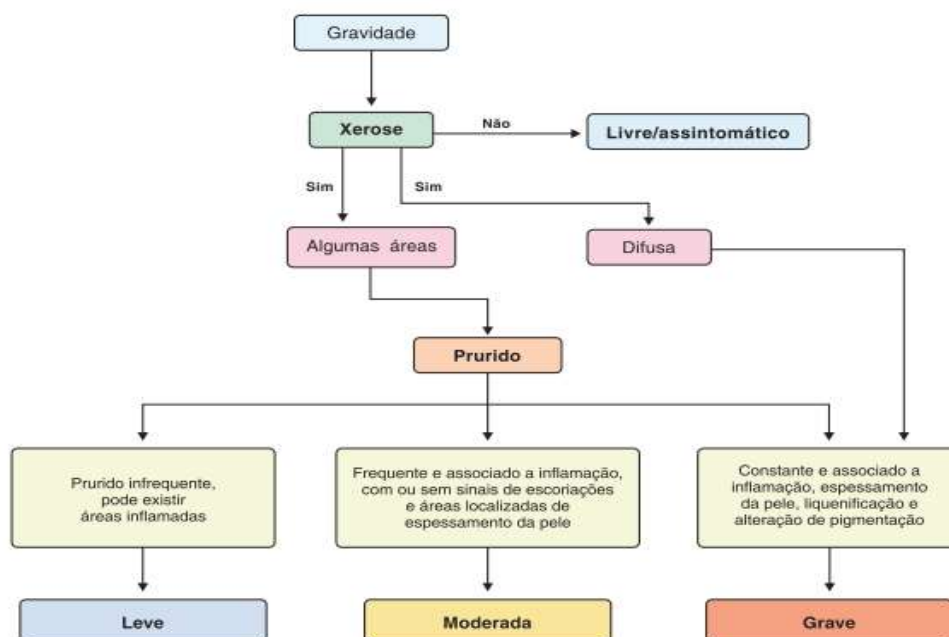 Gravidade
Xerose
Não
Livre/assintomático
Sim
Sim
Algumas áreas
Difusa
Prurido
Prurido infrequente,
pode existir
áreas inflamadas
Frequente e associado a inflamação,
com ou sem sinais de escoriações
e áreas localizadas de
espessamento da pele
Constante e associado a
inflamação, espessamento
da pele, liquenificação e
alteração de pigmentação
Leve
Moderada
Grave